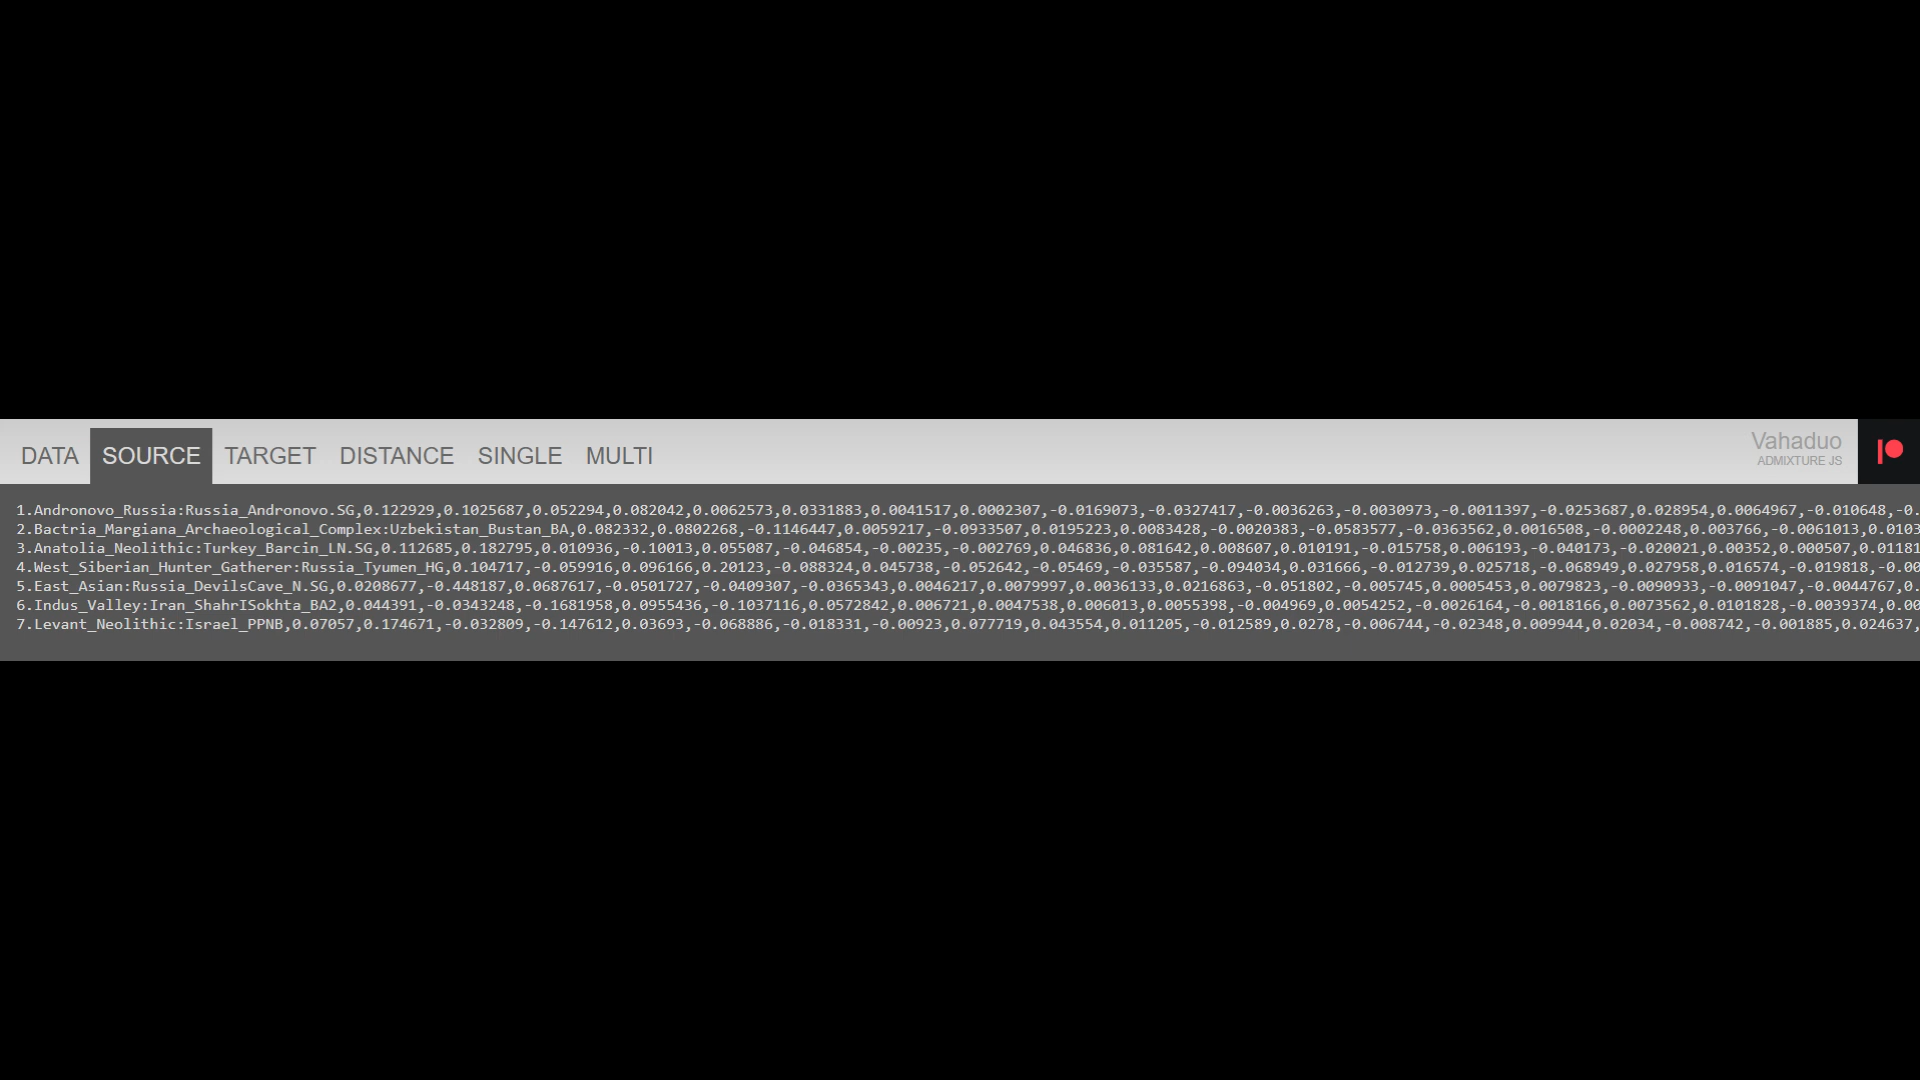 DATA SOURCE TARGET DISTANCE SINGLE MULTI
Vahaduo
ADMIXTURE JS
1.Andronovo_Russia:Russia_Andronovo.SG,0.122929,0.1025687,0.052294,0.082042,0.0062573,0.0331883,0.0041517,0.0002307,-0.0169073,-0.0327417,-0.0036263,-0.0030973,-0.0011397,-0.0253687,0.028954,0.0064967,-0.010648,-0.
2.Bactria_Margiana_Archaeological_Complex:Uzbekistan_Bustan_BA,0.082332,0.0802268,-0.1146447,0.0059217,-0.0933507,0.0195223,0.0083428,-0.0020383,-0.0583577,-0.0363562,0.0016508,-0.0002248,0.003766,-0.0061013,0.0103
3.Anatolia_Neolithic:Turkey_Barcin_LN.SG,0.112685,0.182795,0.010936,-0.10013,0.055087,-0.046854,-0.00235,-0.002769,0.046836,0.081642,0.008607,0.010191,-0.015758,0.006193,-0.040173,-0.020021,0.00352,0.000507,0.01181
4.West_Siberian_Hunter_Gatherer:Russia_Tyumen_HG,0.104717,-0.059916,0.096166,0.20123,-0.088324,0.045738,-0.052642,-0.05469,-0.035587,-0.094034,0.031666,-0.012739,0.025718,-0.068949,0.027958,0.016574,-0.019818,-0.00
5.East_Asian:Russia_DevilsCave_N.SG,0.0208677,-0.448187,0.0687617,-0.0501727,-0.0409307,-0.0365343,0.0046217,0.0079997,0.0036133,0.0216863,-0.051802,-0.005745,0.0005453,0.0079823,-0.0090933,-0.0091047,-0.0044767,0.
6.Indus_Valley:Iran_ShahrISokhta_BA2,0.044391,-0.0343248,-0.1681958,0.0955436,-0.1037116,0.0572842,0.006721,0.0047538,0.006013,0.0055398,-0.004969,0.0054252,-0.0026164,-0.0018166,0.0073562,0.0101828,-0.0039374,0.00
7.Levant_Neolithic:Israel_PPNB,0.07057,0.174671,-0.032809,-0.147612,0.03693,-0.068886,-0.018331,-0.00923,0.077719,0.043554,0.011205,-0.012589,0.0278,-0.006744,-0.02348,0.009944,0.02034,-0.008742,-0.001885,0.024637,